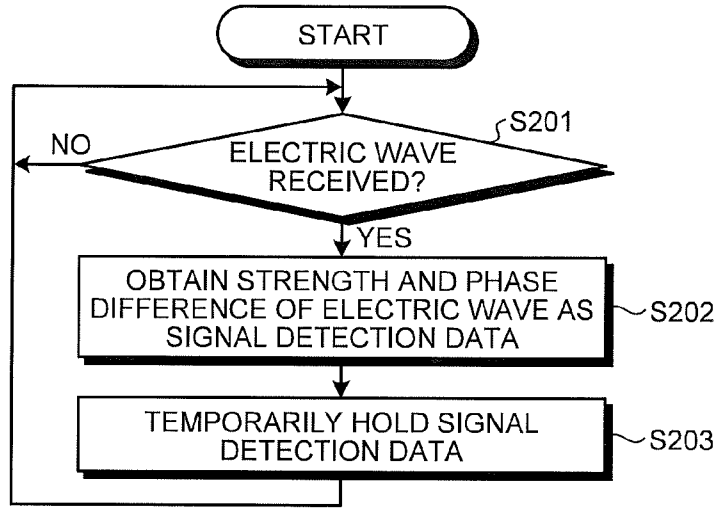 START
S201
NO
ELECTRIC WAVE
RECEIVED?
YES
OBTAIN STRENGTH AND PHASE
DIFFERENCE OF ELECTRIC WAVE AS
SIGNAL DETECTION DATA
S202
TEMPORARILY HOLD SIGNAL
DETECTION DATA
S203